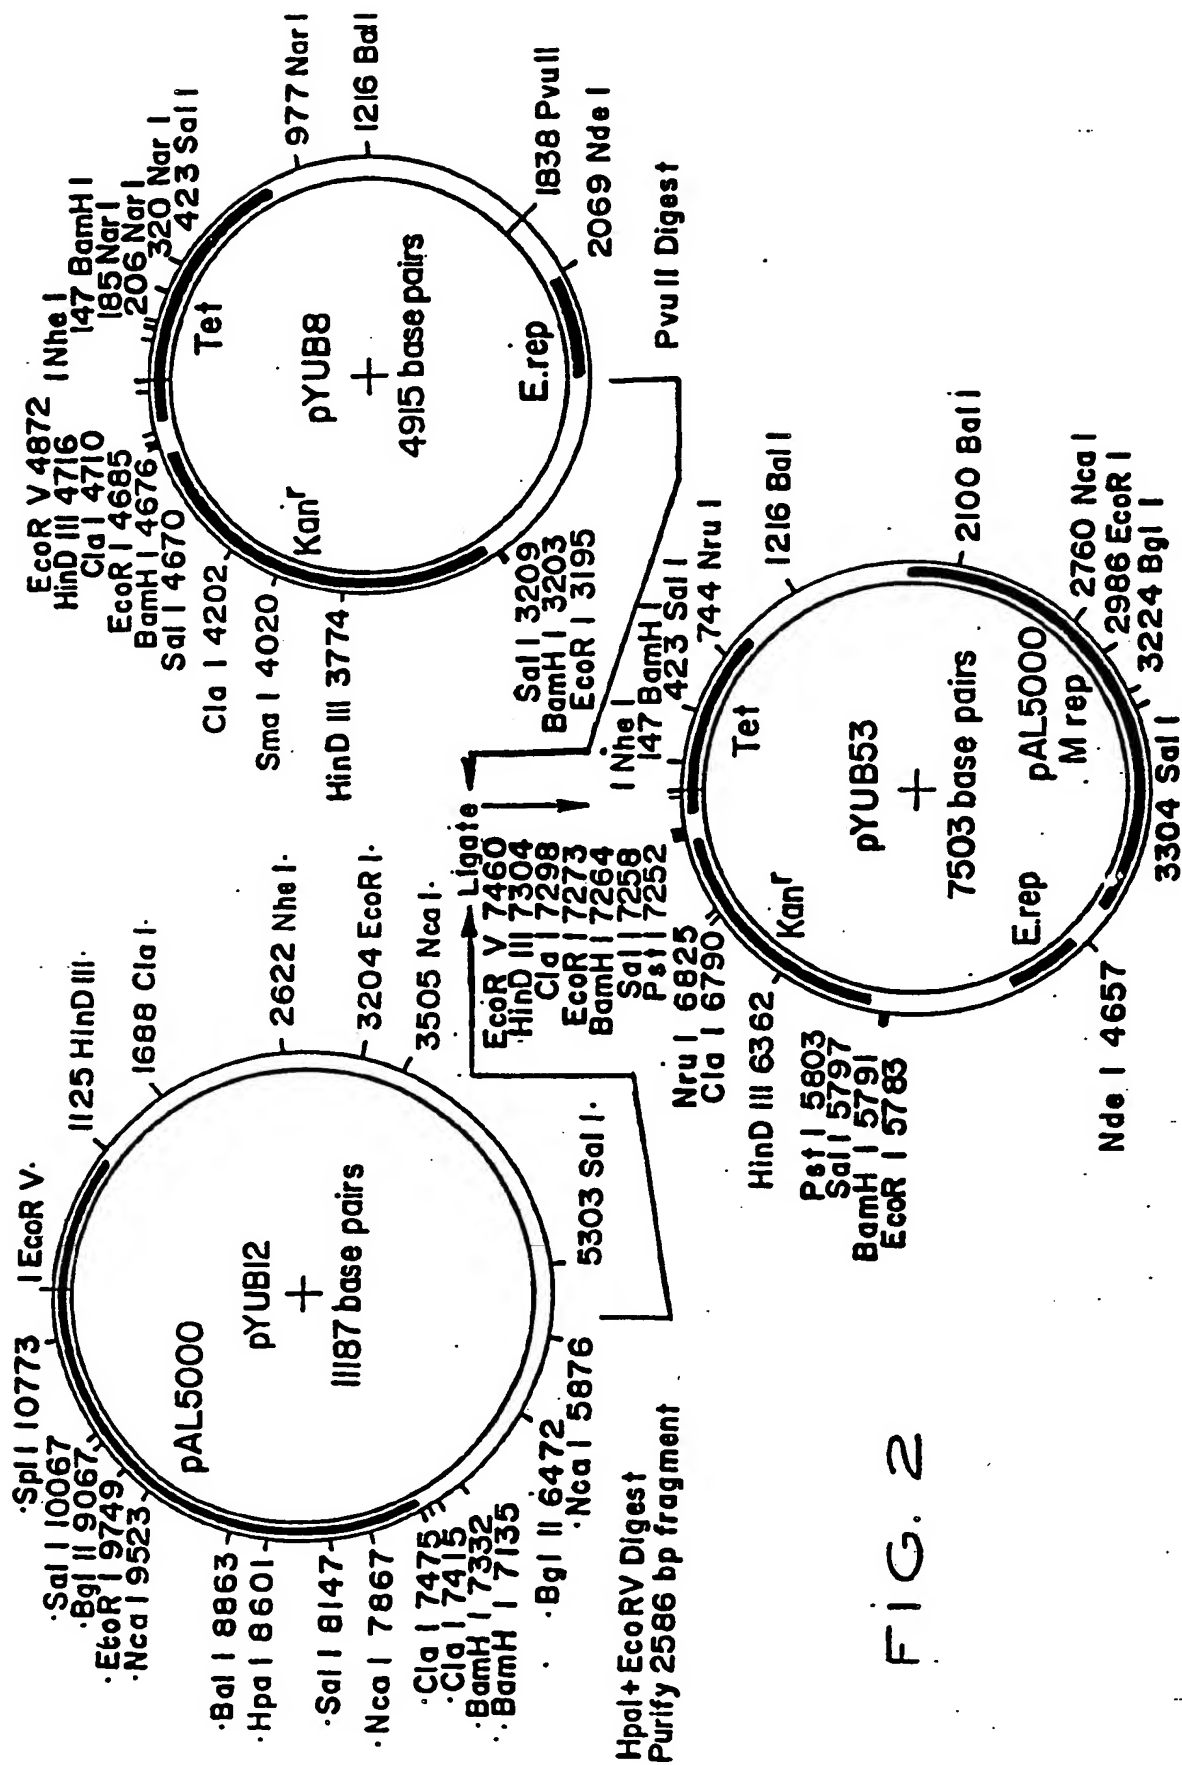 1 EcoR V.
1125 HinD III.
1688 Cla I.
2622 Nhe I.
3204 EcoR I.
3505 Nca I.
5303 Sal I.
.Nca I 5876
.Bgl II 6472
.BamH I 7135
.BamH I 7332
.Cla I 7415
.Cla I 7475
.Nca I 7867
.Sal I 8147
.Hpa I 8601
.Bal I 8863
.Nca I 9523
.EcoR I 9749
.Bgl II 9067
.Sal I 10067
.Spl I 10773
pAL5000
pYUB12
+
11187 base pairs
HpaI+EcoRV Digest
Purify 2586 bp fragment
EcoR V 4872
HinD III 4716
Cla I 4710
EcoR I 4685
BamH I 4676
Sal I 4670
Cla I 4202
Sma I 4020
HinD III 3774
Sal I 3209
BamH I 3203
EcoR I 3195
1 Nhe I
147 BamH I
185 Nar I
206 Nar I
320 Nar I
423 Sal I
977 Nar I
1216 Bal I
1838 Pvu II
2069 Nde I
Tet
Kanr
pYUB8
+
4915 base pairs
E.rep
PvuII Digest
Ligate
EcoR V 7460
HinD III 7304
Cla I 7298
EcoR I 7273
BamH I 7264
Sal I 7258
Pst I 7252
Nru I 6825
Cla I 6790
HinD III 6362
Pst I 5803
Sal I 5797
BamH I 5791
EcoR I 5783
Nde I 4657
1 Nhe I
147 BamH I
423 Sal I
744 Nru I
1216 Bal I
2100 Bal I
2760 Nca I
2986 EcoR I
3224 Bgl I
3304 Sal I
Tet
Kanr
pYUB53
+
7503 base pairs
E.rep
pAL5000
M rep
FIG. 2